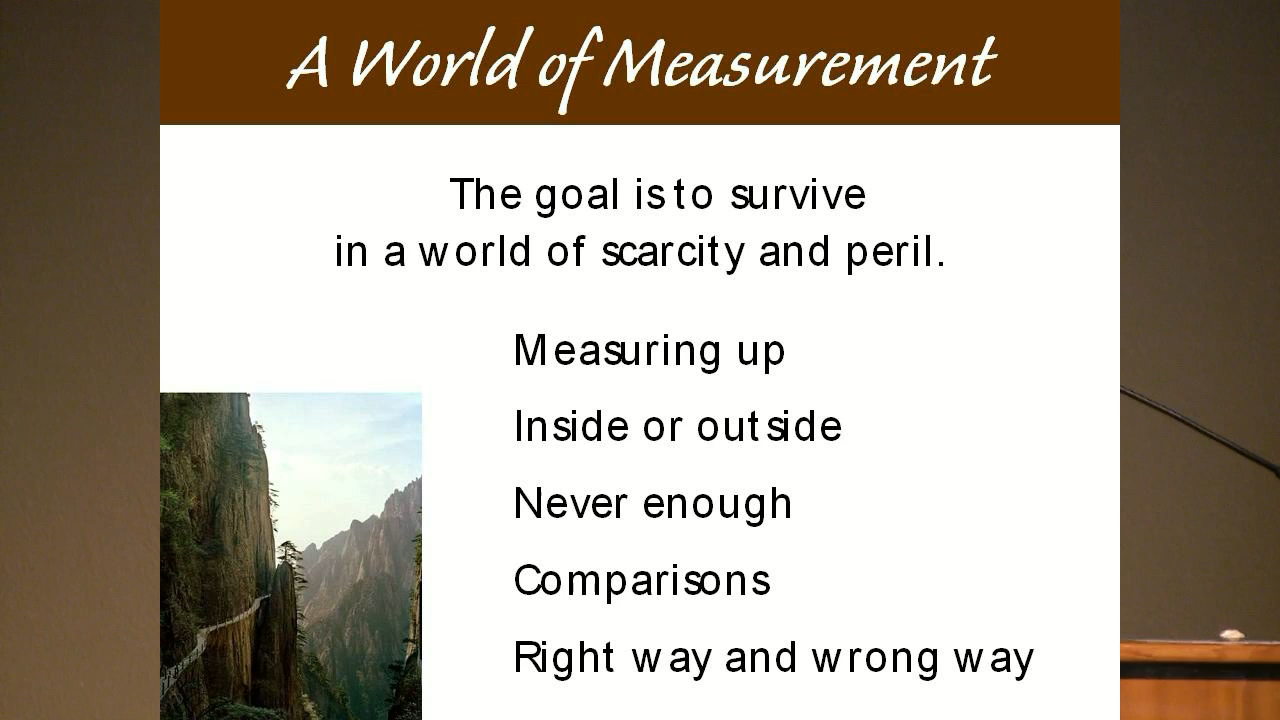 A World of Measurement
The goal is to survive
in a world of scarcity and peril.
Measuring up
Inside or outside
Never enough
Comparisons
Right way and wrong way